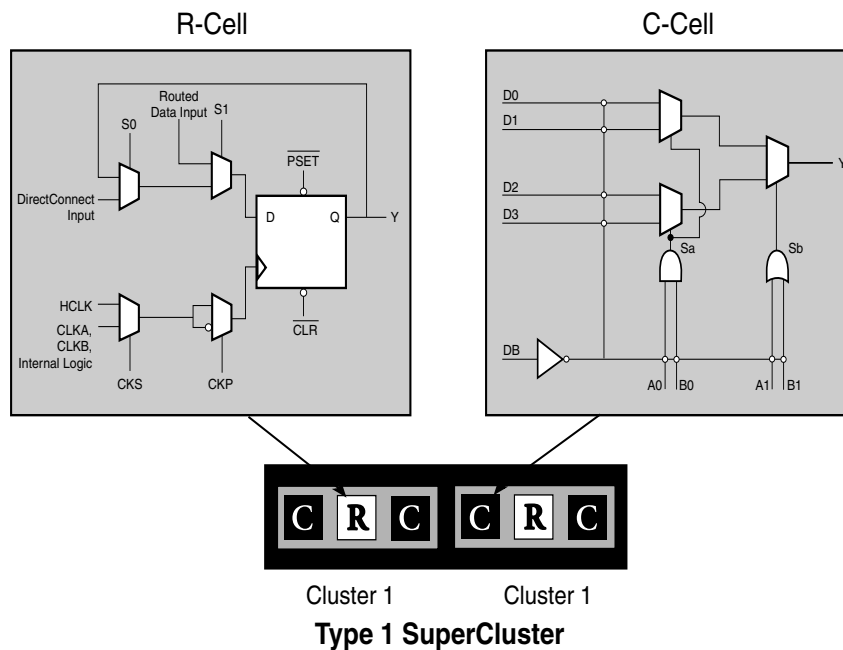 R-Cell
C-Cell
Routed
Data Input
S1
S0
PSET
DirectConnect
Input
D
Q
Y
HCLK
CLKA,
CLKB,
Internal Logic
CLR
CKS
CKP
D0
D1
D2
D3
Sa
Sb
Y
DB
A0
B0
A1
B1
C
R
C
C
R
C
Cluster 1
Cluster 1
Type 1 SuperCluster